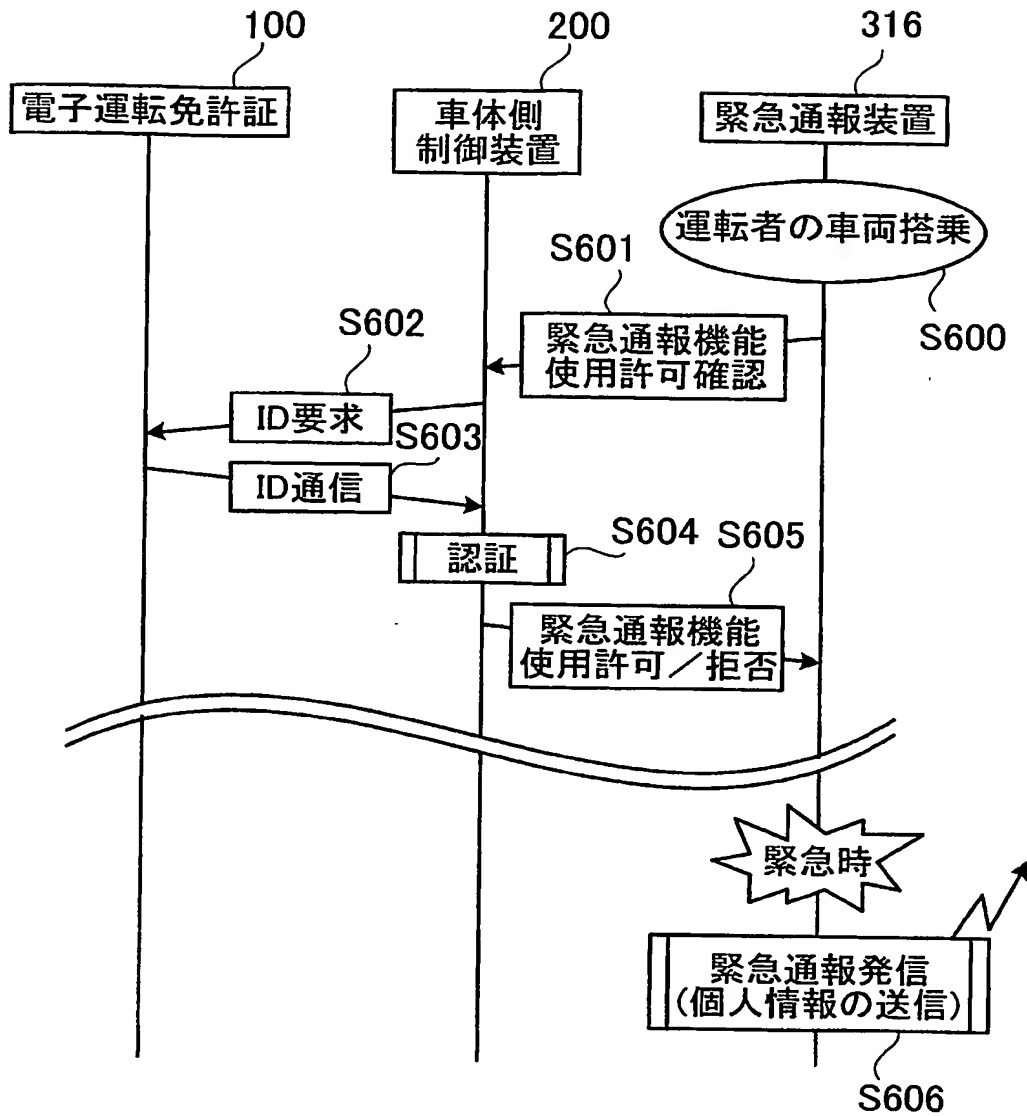 100
200
316
電子運転免許証
車体側
制御装置
緊急通報装置
運転者の車両搭乗
S600
S601
緊急通報機能
使用許可確認
S602
ID要求
S603
ID通信
S604
認証
S605
緊急通報機能
使用許可／拒否
緊急時
緊急通報発信
(個人情報の送信)
S606